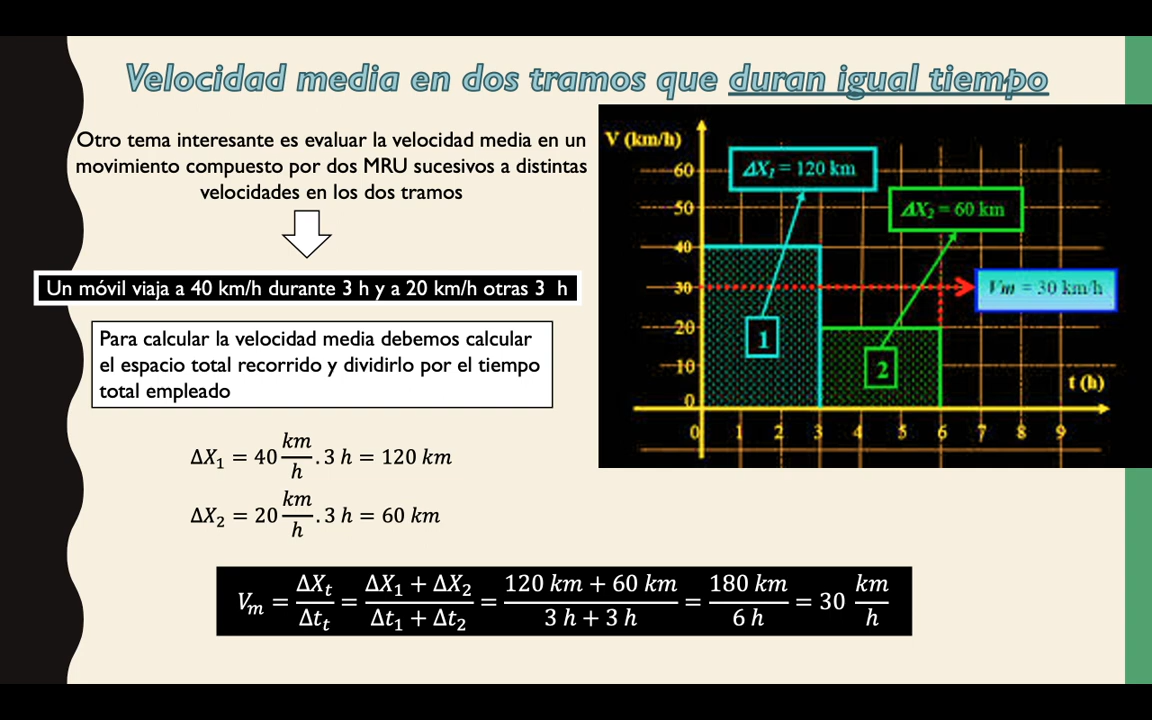 Velocidad media en dos tramos que duran igual tiempo
Otro tema interesante es evaluar la velocidad media en un
movimiento compuesto por dos MRU sucesivos a distintas
velocidades en los dos tramos
Un móvil viaja a 40 km/h durante 3 h y a 20 km/h otras 3 h
Para calcular la velocidad media debemos calcular
el espacio total recorrido y dividirlo por el tiempo
total empleado
ΔX₁ = 40 km/h . 3 h = 120 km
ΔX₂ = 20 km/h . 3 h = 60 km
V (km/h)
60
50
40
30
20
10
0
ΔX₁ = 120 km
ΔX₂ = 60 km
Vm = 30 km/h
1
2
t (h)
0 1 2 3 4 5 6 7 8 9
Vₘ = ΔXₜ/Δtₜ = (ΔX₁ + ΔX₂)/(Δt₁ + Δt₂) = (120 km + 60 km)/(3 h + 3 h) = 180 km/6 h = 30 km/h